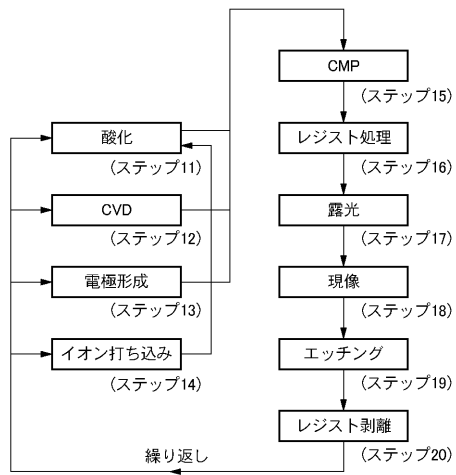 CMP
(ステップ15)
酸化
(ステップ11)
レジスト処理
(ステップ16)
CVD
(ステップ12)
露光
(ステップ17)
電極形成
(ステップ13)
現像
(ステップ18)
イオン打ち込み
(ステップ14)
エッチング
(ステップ19)
レジスト剥離
(ステップ20)
繰り返し